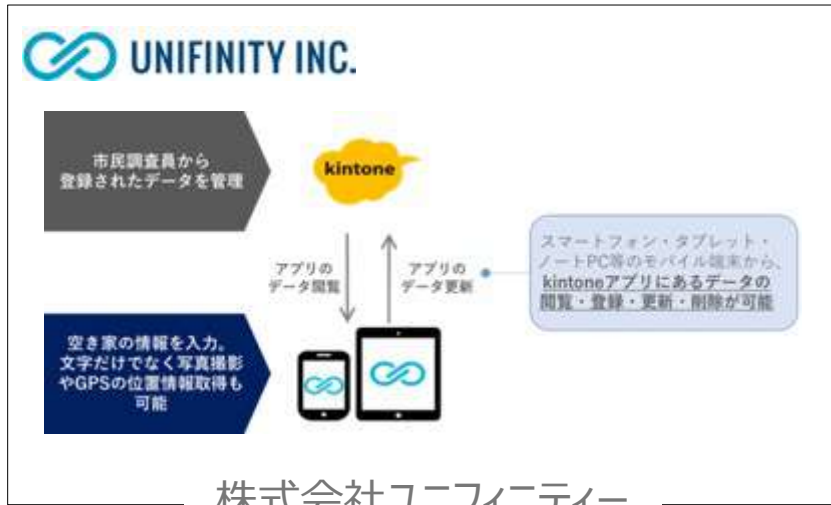 UNIFINITY INC.
市民調査員から
登録されたデータを管理
kintone
アプリの
データ閲覧
アプリの
データ更新
スマートフォン・タブレット・
ノートPC等のモバイル端末から、
kintoneアプリにあるデータの
閲覧・登録・更新・削除が可能
空き家の情報を入力。
文字だけでなく写真撮影
やGPSの位置情報取得も
可能
株式会社ユニフィニティー